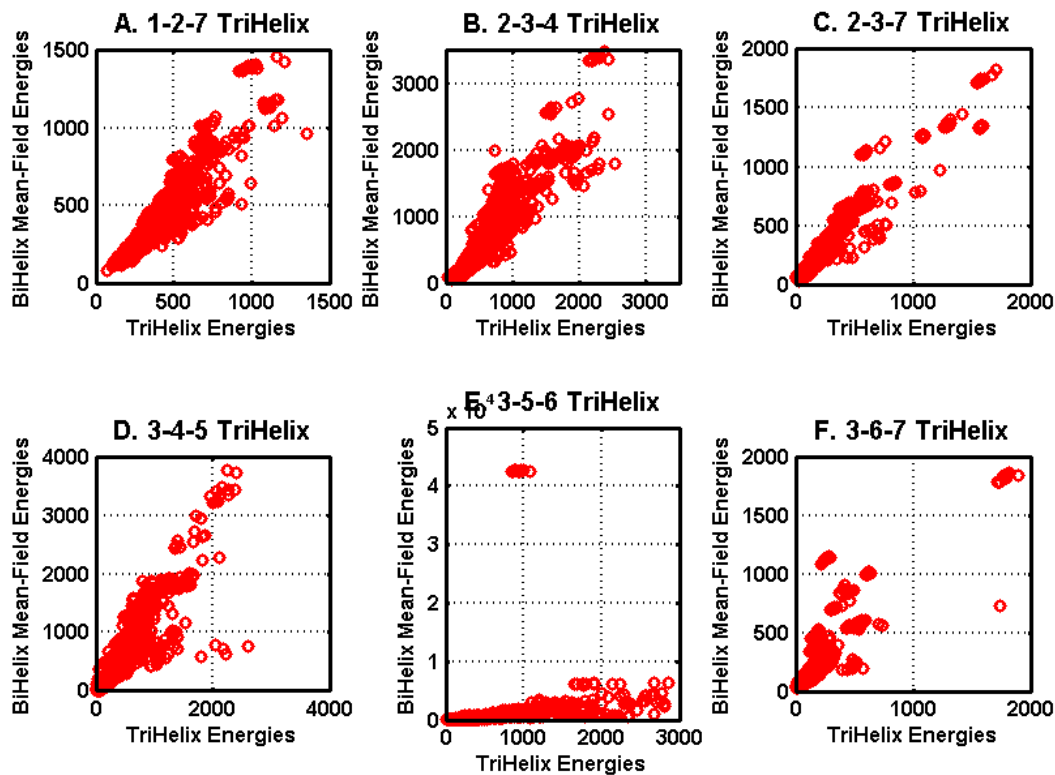 A. 1-2-7 TriHelix
BiHelix Mean-Field Energies
1500
1000
500
0
0 500 1000 1500
TriHelix Energies
B. 2-3-4 TriHelix
BiHelix Mean-Field Energies
3000
2000
1000
0
0 1000 2000 3000
TriHelix Energies
C. 2-3-7 TriHelix
BiHelix Mean-Field Energies
2000
1500
1000
500
0
0 1000 2000
TriHelix Energies
D. 3-4-5 TriHelix
BiHelix Mean-Field Energies
4000
3000
2000
1000
0
0 2000 4000
TriHelix Energies
E. 3-5-6 TriHelix
x 10⁴
BiHelix Mean-Field Energies
5
4
3
2
1
0
0 1000 2000 3000
TriHelix Energies
F. 3-6-7 TriHelix
BiHelix Mean-Field Energies
2000
1500
1000
500
0
0 1000 2000
TriHelix Energies